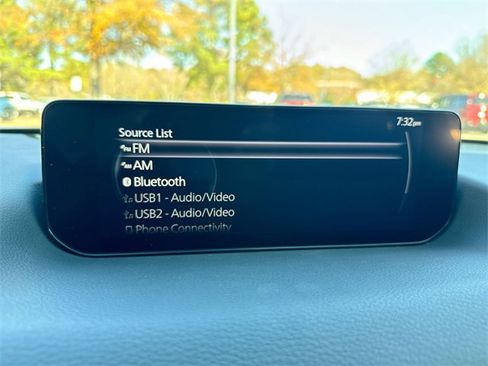 7:32pm
Source List
FM
AM
Bluetooth
USB1 - Audio/Video
USB2 - Audio/Video
Phone Connectivity